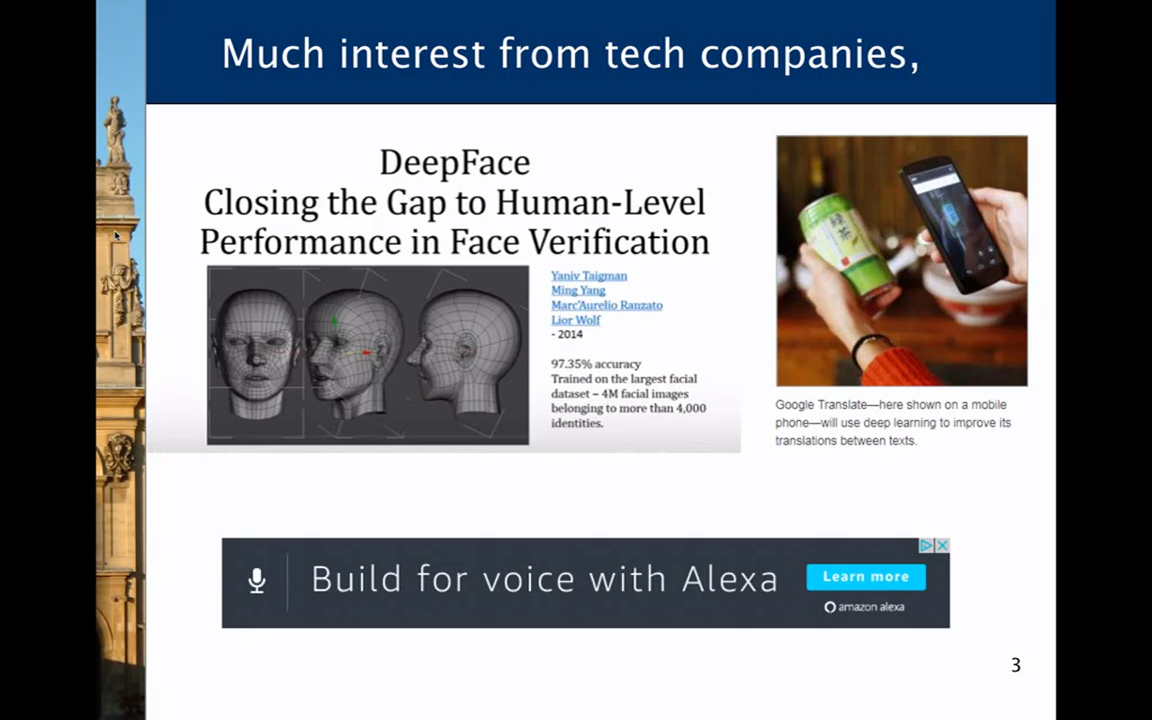 Much interest from tech companies,
DeepFace
Closing the Gap to Human-Level
Performance in Face Verification
Yaniv Taigman
Ming Yang
Marc'Aurelio Ranzato
Lior Wolf
- 2014
97.35% accuracy
Trained on the largest facial
dataset – 4M facial images
belonging to more than 4,000
identities.
緑茶
Google Translate—here shown on a mobile
phone—will use deep learning to improve its
translations between texts.
Build for voice with Alexa
Learn more
amazon alexa
3